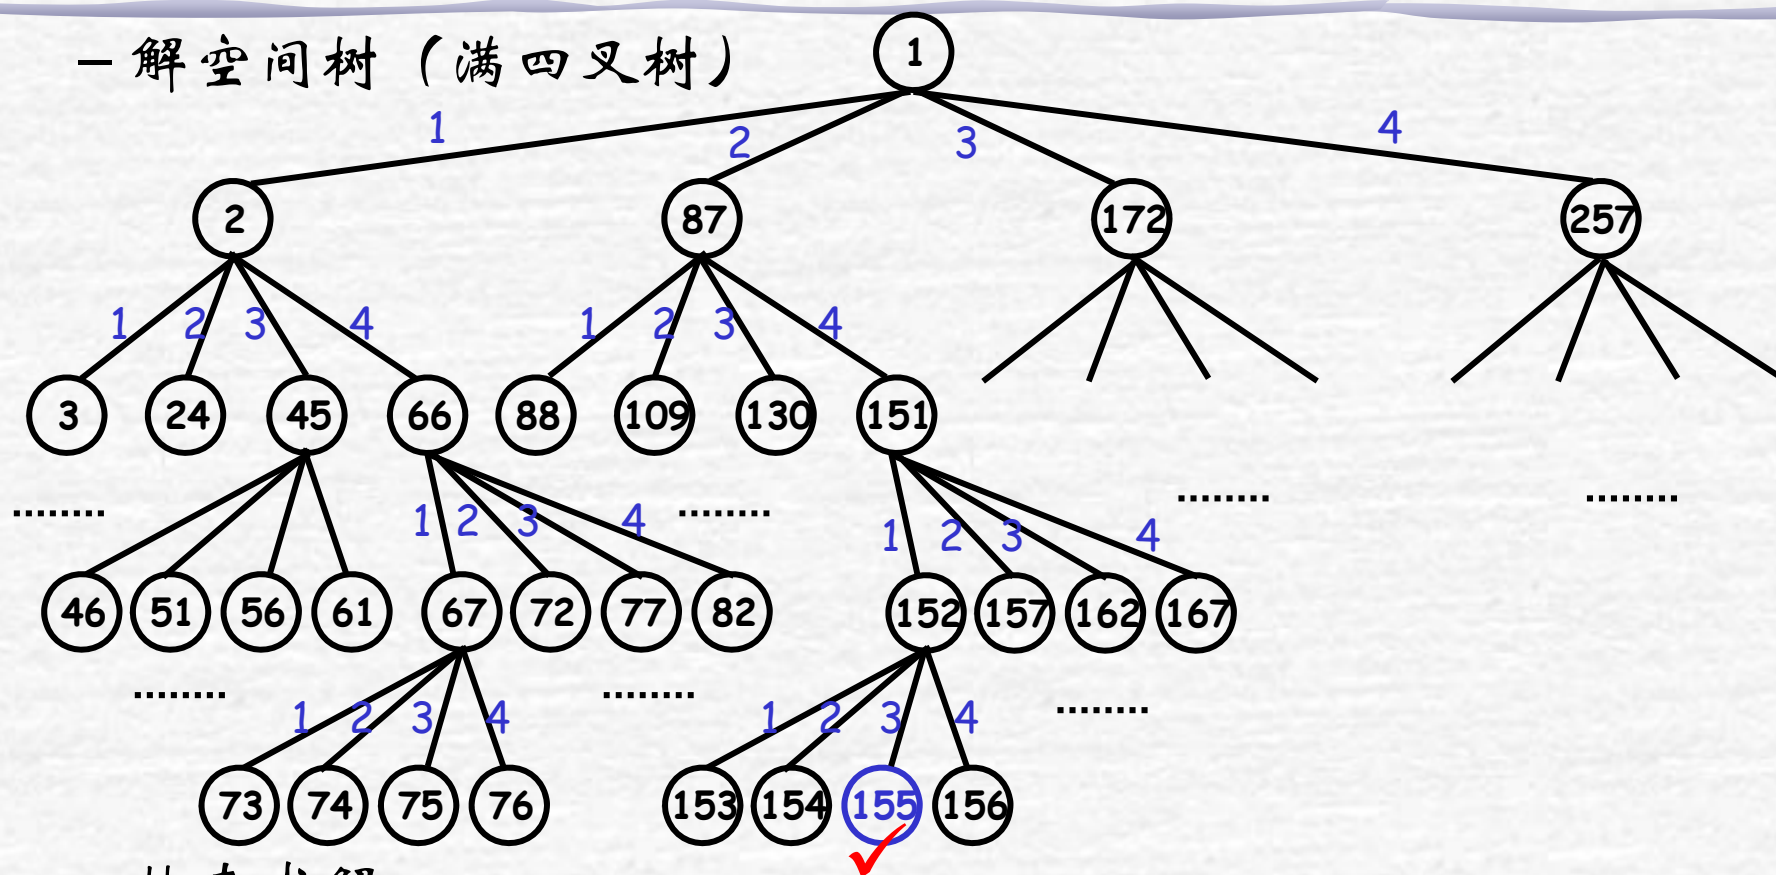 – 解空间树（满四叉树）
1
1 2 3 4
2 87 172 257
1 2 3 4 1 2 3 4
3 24 45 66 88 109 130 151
........ 1 2 3 4 ........ 1 2 3 4 ........ ........
46 51 56 61 67 72 77 82 152 157 162 167
........ 1 2 3 4 ........ 1 2 3 4 ........
73 74 75 76 153 154 155 156